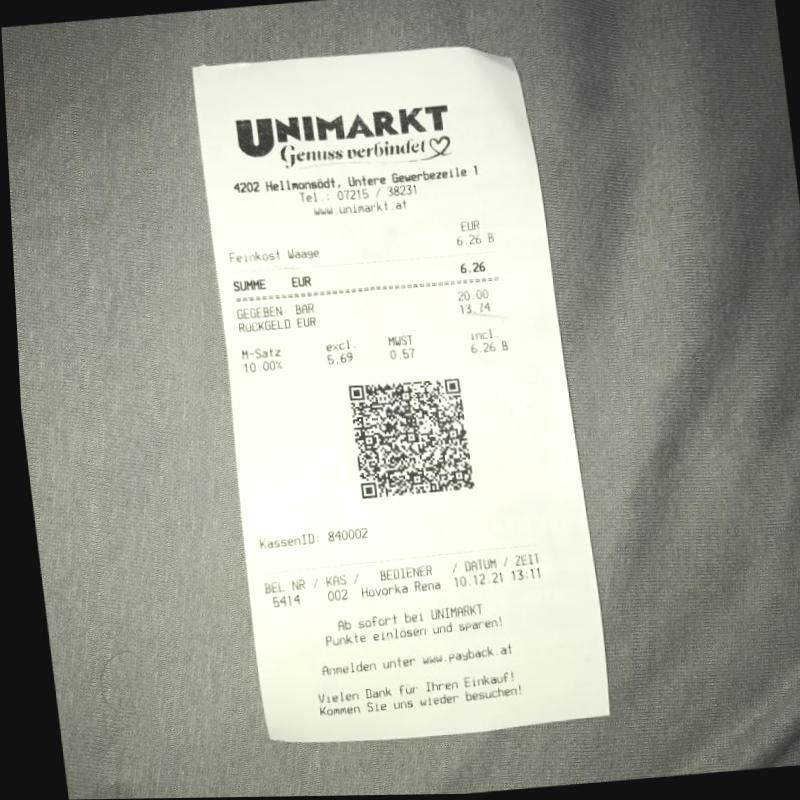 UNIMARKT
Genuss verbindet
4202 Hellmonsödt, Untere Gewerbezeile 1
Tel.: 07215 / 38231
www.unimarkt.at
EUR
Feinkost Waage 6.26 B
SUMME EUR 6.26
GEGEBEN BAR 20.00
RÜCKGELD EUR 13.74
M-Satz excl. MWST incl.
10.00% 5.69 0.57 6.26 B
KassenID: 840002
BEL NR / KAS / BEDIENER / DATUM / ZEIT
5414 002 Hovorka Rena 10.12.21 13:11
Ab sofort bei UNIMARKT
Punkte einlösen und sparen!
Anmelden unter www.payback.at
Vielen Dank für Ihren Einkauf!
Kommen Sie uns wieder besuchen!